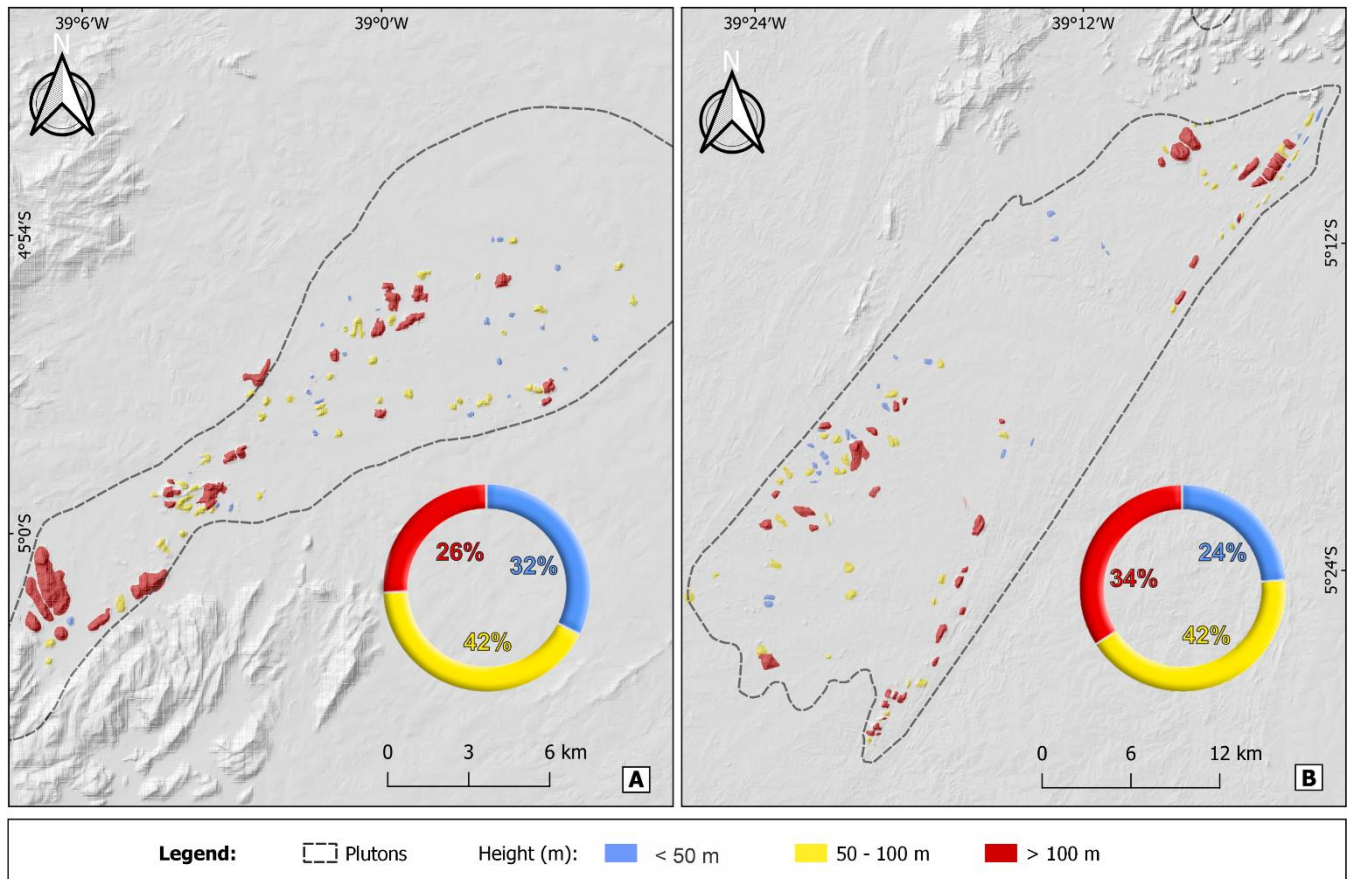 39°6′W 39°0′W
N
4°54′S
5°0′S
26% 32%
42%
0 3 6 km
A
39°24′W 39°12′W
N
5°12′S
5°24′S
34% 24%
42%
0 6 12 km
B
Legend: Plutons Height (m): < 50 m 50 - 100 m > 100 m